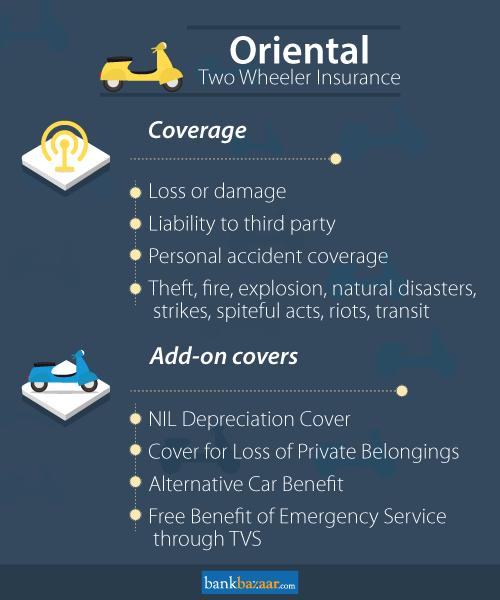 Oriental
Two Wheeler Insurance
Coverage
Loss or damage
Liability to third party
Personal accident coverage
Theft, fire, explosion, natural disasters,
strikes, spiteful acts, riots, transit
Add-on covers
NIL Depreciation Cover
Cover for Loss of Private Belongings
Alternative Car Benefit
Free Benefit of Emergency Service
through TVS
bankbazaar.com